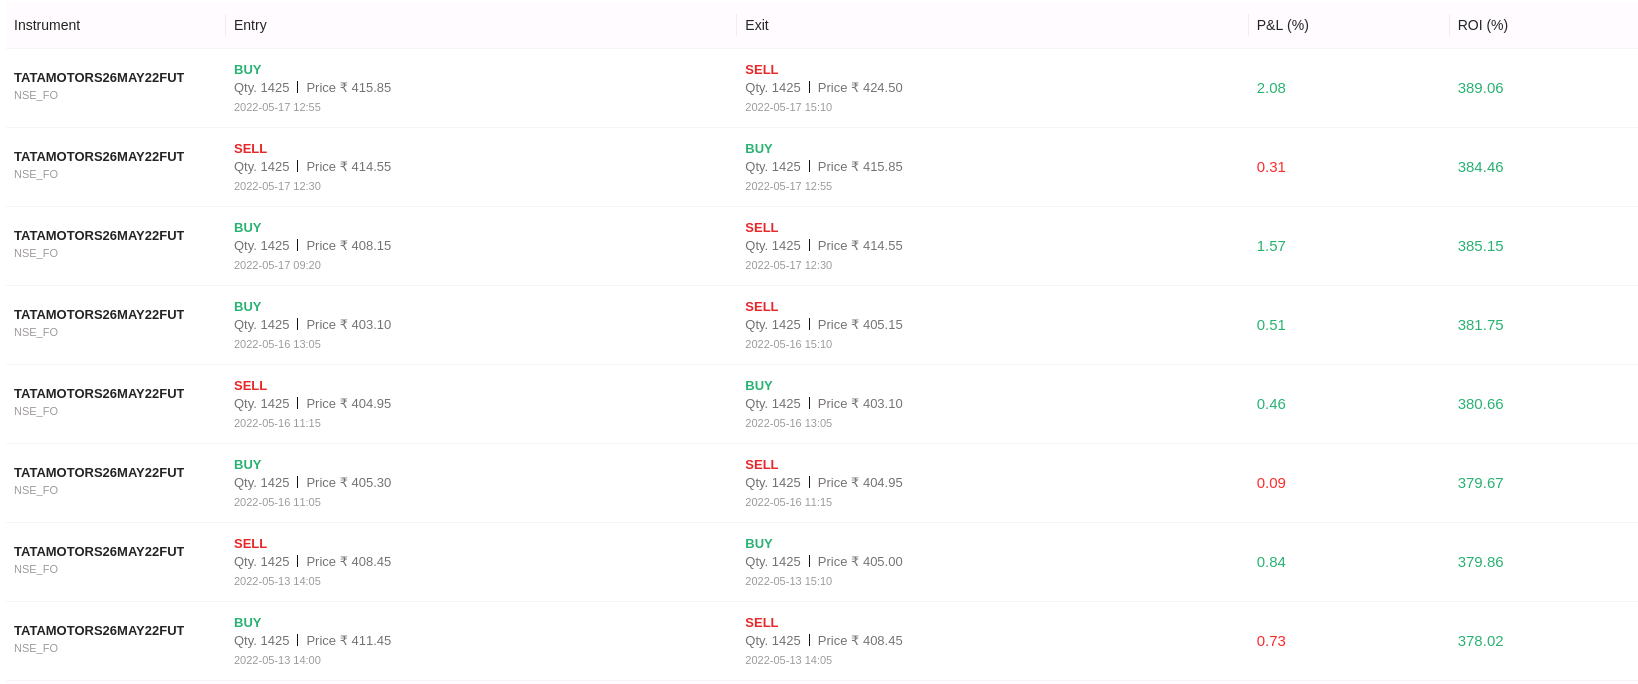 Instrument Entry Exit P&L (%) ROI (%)
TATAMOTORS26MAY22FUT
NSE_FO
BUY
Qty. 1425 | Price ₹ 415.85
2022-05-17 12:55
SELL
Qty. 1425 | Price ₹ 424.50
2022-05-17 15:10
2.08
389.06
TATAMOTORS26MAY22FUT
NSE_FO
SELL
Qty. 1425 | Price ₹ 414.55
2022-05-17 12:30
BUY
Qty. 1425 | Price ₹ 415.85
2022-05-17 12:55
0.31
384.46
TATAMOTORS26MAY22FUT
NSE_FO
BUY
Qty. 1425 | Price ₹ 408.15
2022-05-17 09:20
SELL
Qty. 1425 | Price ₹ 414.55
2022-05-17 12:30
1.57
385.15
TATAMOTORS26MAY22FUT
NSE_FO
BUY
Qty. 1425 | Price ₹ 403.10
2022-05-16 13:05
SELL
Qty. 1425 | Price ₹ 405.15
2022-05-16 15:10
0.51
381.75
TATAMOTORS26MAY22FUT
NSE_FO
SELL
Qty. 1425 | Price ₹ 404.95
2022-05-16 11:15
BUY
Qty. 1425 | Price ₹ 403.10
2022-05-16 13:05
0.46
380.66
TATAMOTORS26MAY22FUT
NSE_FO
BUY
Qty. 1425 | Price ₹ 405.30
2022-05-16 11:05
SELL
Qty. 1425 | Price ₹ 404.95
2022-05-16 11:15
0.09
379.67
TATAMOTORS26MAY22FUT
NSE_FO
SELL
Qty. 1425 | Price ₹ 408.45
2022-05-13 14:05
BUY
Qty. 1425 | Price ₹ 405.00
2022-05-13 15:10
0.84
379.86
TATAMOTORS26MAY22FUT
NSE_FO
BUY
Qty. 1425 | Price ₹ 411.45
2022-05-13 14:00
SELL
Qty. 1425 | Price ₹ 408.45
2022-05-13 14:05
0.73
378.02